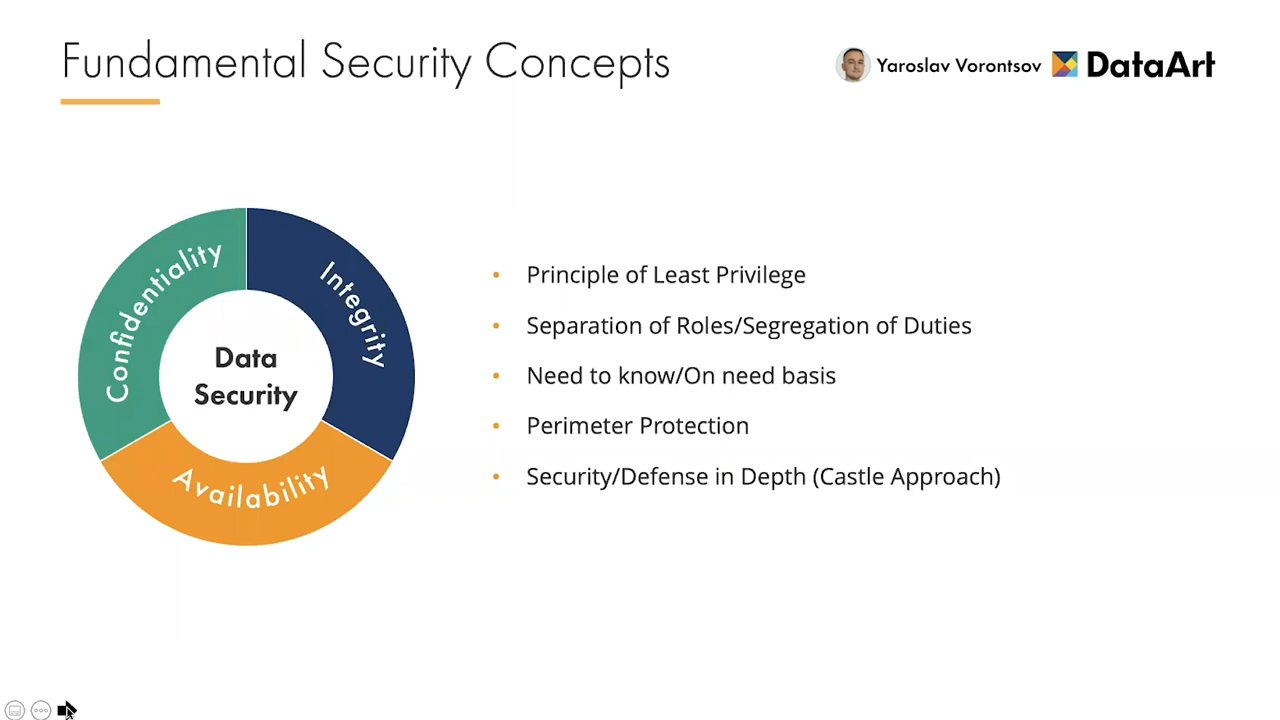 Fundamental Security Concepts
Yaroslav Vorontsov DataArt
Confidentiality
Integrity
Availability
Data
Security
• Principle of Least Privilege
• Separation of Roles/Segregation of Duties
• Need to know/On need basis
• Perimeter Protection
• Security/Defense in Depth (Castle Approach)